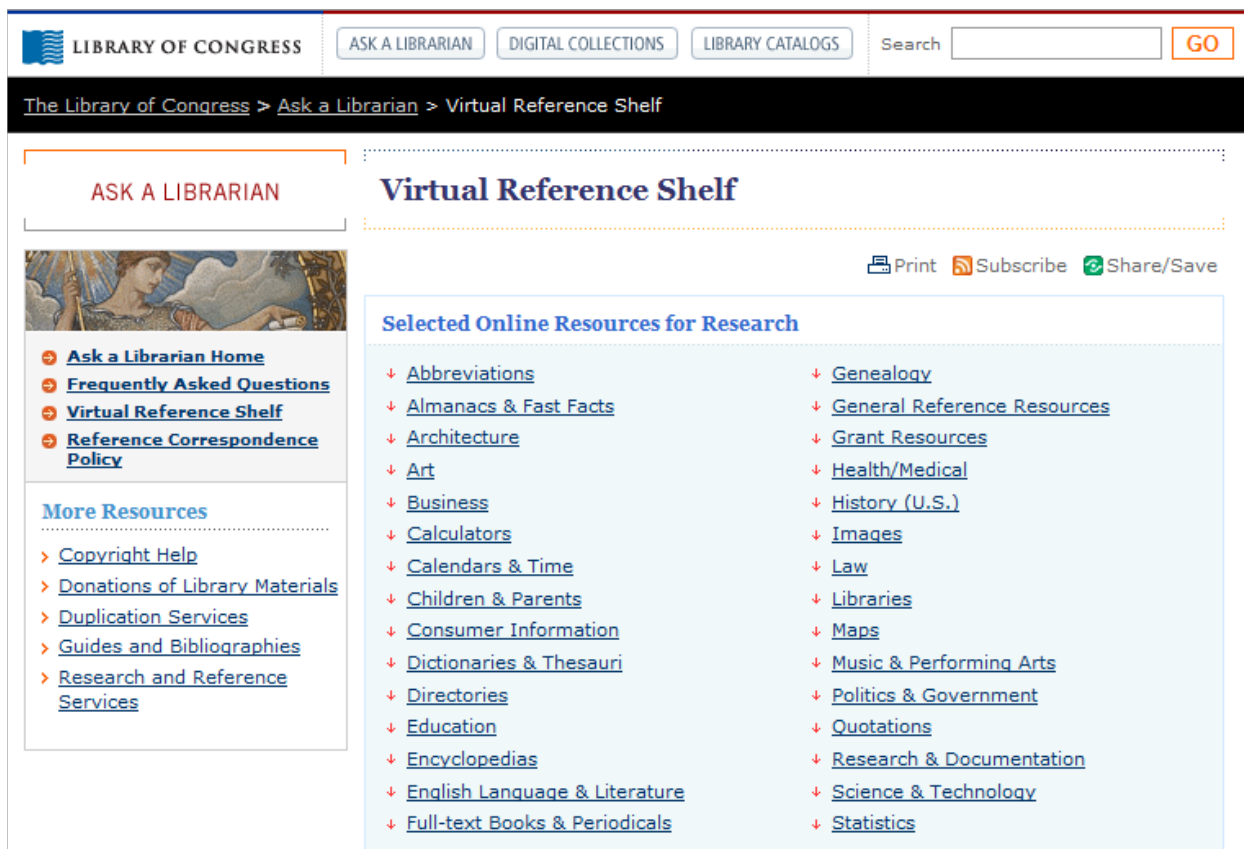 LIBRARY OF CONGRESS
ASK A LIBRARIAN
DIGITAL COLLECTIONS
LIBRARY CATALOGS
Search
GO
The Library of Congress > Ask a Librarian > Virtual Reference Shelf
ASK A LIBRARIAN
Ask a Librarian Home
Frequently Asked Questions
Virtual Reference Shelf
Reference Correspondence
Policy
More Resources
Copyright Help
Donations of Library Materials
Duplication Services
Guides and Bibliographies
Research and Reference
Services
Virtual Reference Shelf
Print
Subscribe
Share/Save
Selected Online Resources for Research
Abbreviations
Almanacs & Fast Facts
Architecture
Art
Business
Calculators
Calendars & Time
Children & Parents
Consumer Information
Dictionaries & Thesauri
Directories
Education
Encyclopedias
English Language & Literature
Full-text Books & Periodicals
Genealogy
General Reference Resources
Grant Resources
Health/Medical
History (U.S.)
Images
Law
Libraries
Maps
Music & Performing Arts
Politics & Government
Quotations
Research & Documentation
Science & Technology
Statistics